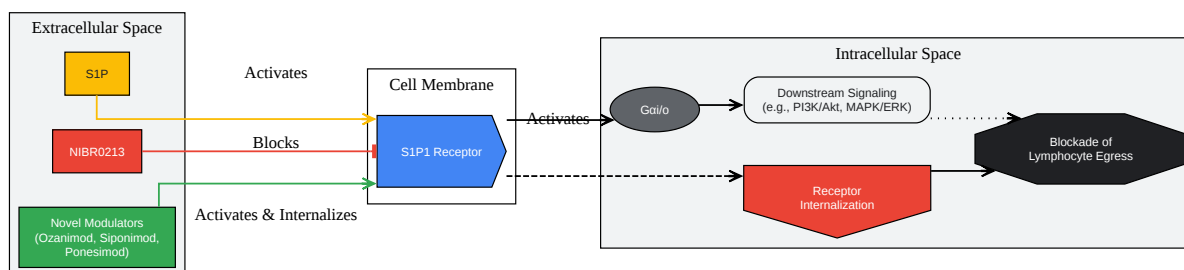 Extracellular Space
S1P
NIBR0213
Novel Modulators
(Ozanimod, Siponimod,
Ponesimod)
Activates
Blocks
Activates & Internalizes
Cell Membrane
S1P1 Receptor
Activates
Intracellular Space
Gαi/o
Downstream Signaling
(e.g., PI3K/Akt, MAPK/ERK)
Receptor
Internalization
Blockade of
Lymphocyte Egress